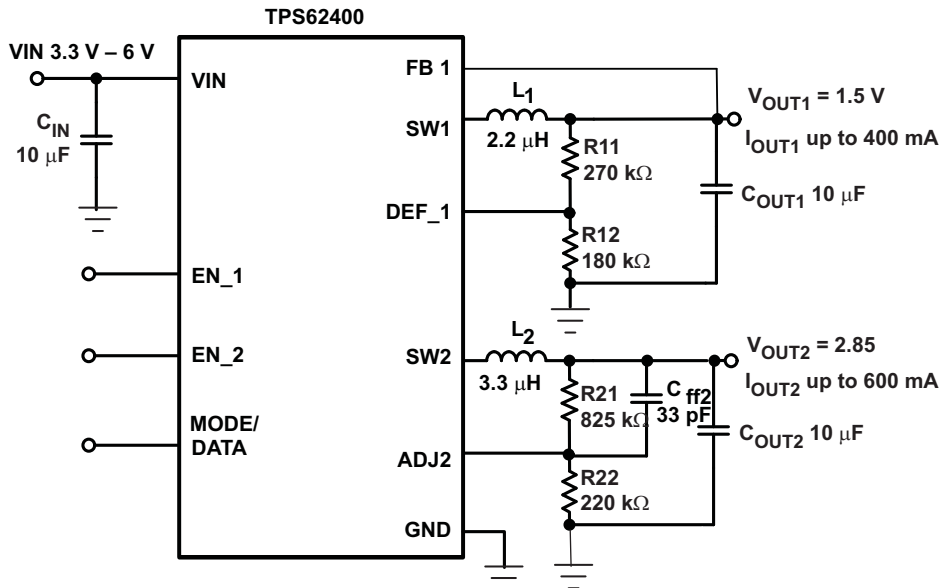 TPS62400
VIN 3.3 V – 6 V
VIN
C_IN
10 μF
EN_1
EN_2
MODE/
DATA
FB 1
SW1
DEF_1
SW2
ADJ2
GND
L1
2.2 μH
R11
270 kΩ
R12
180 kΩ
V_OUT1 = 1.5 V
I_OUT1 up to 400 mA
C_OUT1 10 μF
L2
3.3 μH
R21
825 kΩ
C ff2
33 pF
R22
220 kΩ
V_OUT2 = 2.85
I_OUT2 up to 600 mA
C_OUT2 10 μF